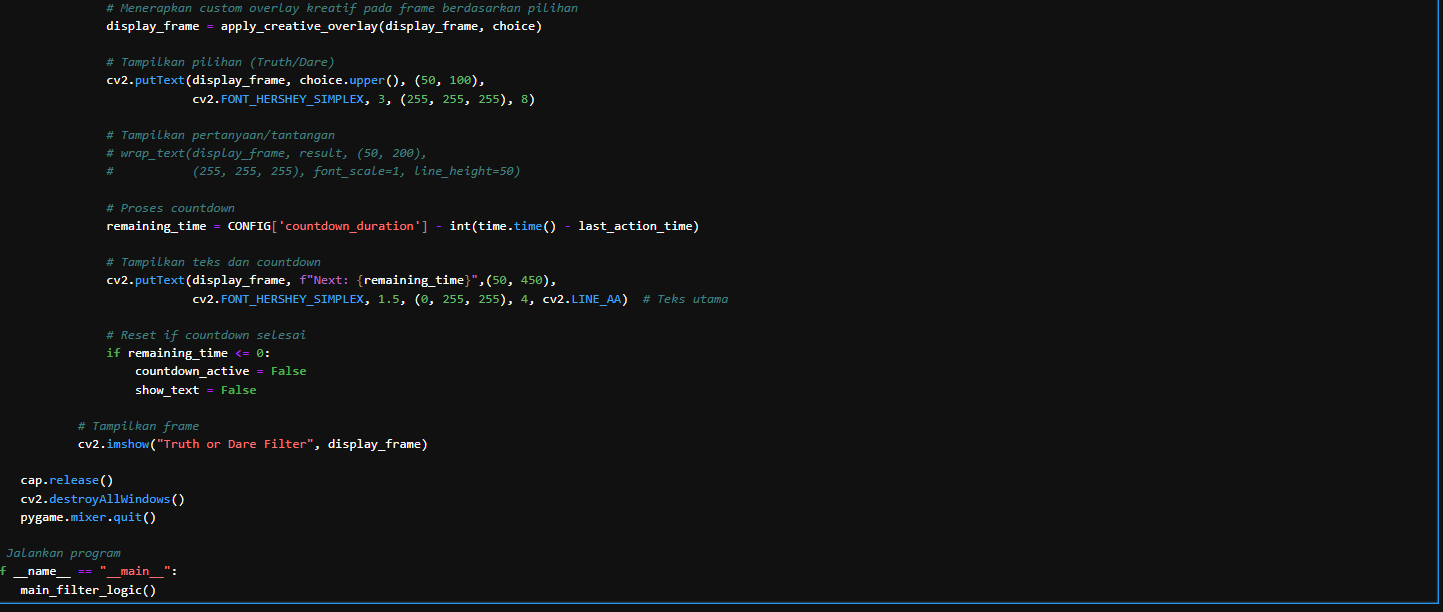 # Menerapkan custom overlay kreatif pada frame berdasarkan pilihan
display_frame = apply_creative_overlay(display_frame, choice)
# Tampilkan pilihan (Truth/Dare)
cv2.putText(display_frame, choice.upper(), (50, 100),
cv2.FONT_HERSHEY_SIMPLEX, 3, (255, 255, 255), 8)
# Tampilkan pertanyaan/tantangan
# wrap_text(display_frame, result, (50, 200),
#           (255, 255, 255), font_scale=1, line_height=50)
# Proses countdown
remaining_time = CONFIG['countdown_duration'] - int(time.time() - last_action_time)
# Tampilkan teks dan countdown
cv2.putText(display_frame, f"Next: {remaining_time}",(50, 450),
cv2.FONT_HERSHEY_SIMPLEX, 1.5, (0, 255, 255), 4, cv2.LINE_AA)  # Teks utama
# Reset if countdown selesai
if remaining_time <= 0:
countdown_active = False
show_text = False
# Tampilkan frame
cv2.imshow("Truth or Dare Filter", display_frame)
cap.release()
cv2.destroyAllWindows()
pygame.mixer.quit()
Jalankan program
f __name__ == "__main__":
main_filter_logic()